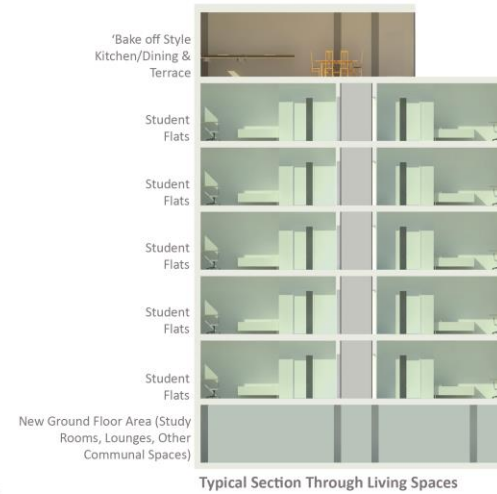 'Bake off Style
Kitchen/Dining &
Terrace
Student
Flats
Student
Flats
Student
Flats
Student
Flats
Student
Flats
New Ground Floor Area (Study
Rooms, Lounges, Other
Communal Spaces)
Typical Section Through Living Spaces